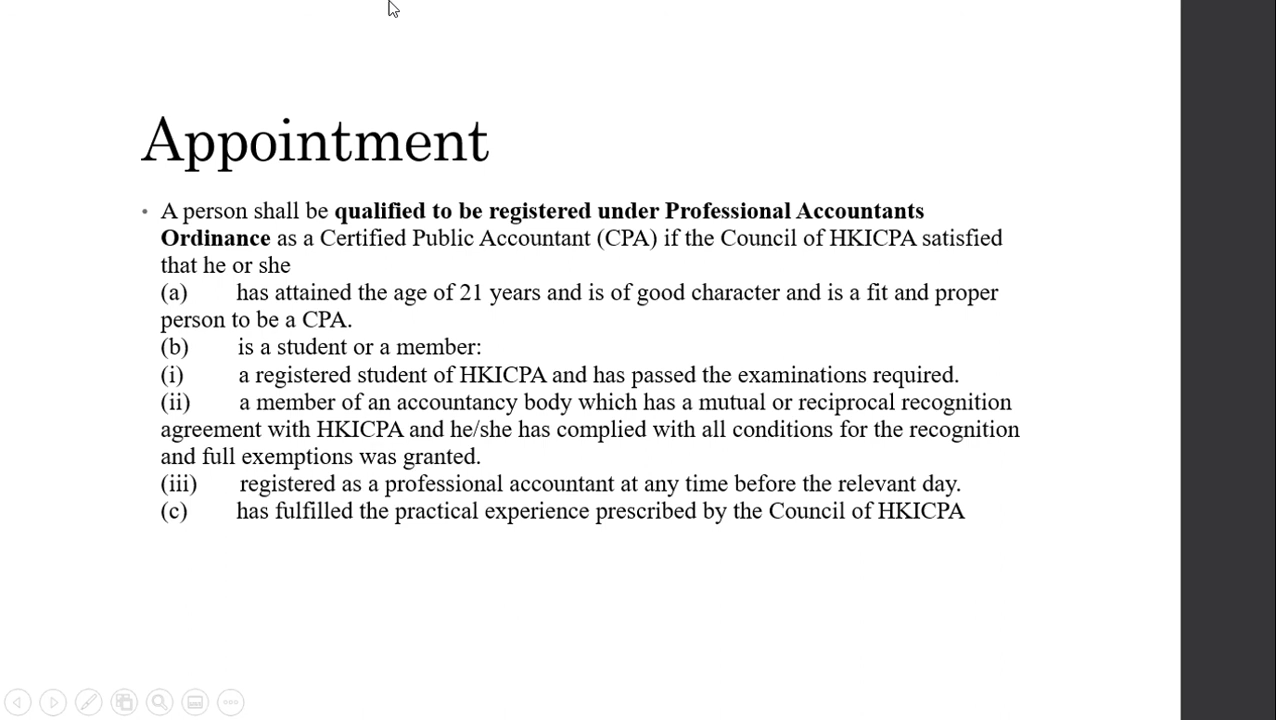 Appointment
• A person shall be qualified to be registered under Professional Accountants
Ordinance as a Certified Public Accountant (CPA) if the Council of HKICPA satisfied
that he or she
(a) has attained the age of 21 years and is of good character and is a fit and proper
person to be a CPA.
(b) is a student or a member:
(i) a registered student of HKICPA and has passed the examinations required.
(ii) a member of an accountancy body which has a mutual or reciprocal recognition
agreement with HKICPA and he/she has complied with all conditions for the recognition
and full exemptions was granted.
(iii) registered as a professional accountant at any time before the relevant day.
(c) has fulfilled the practical experience prescribed by the Council of HKICPA